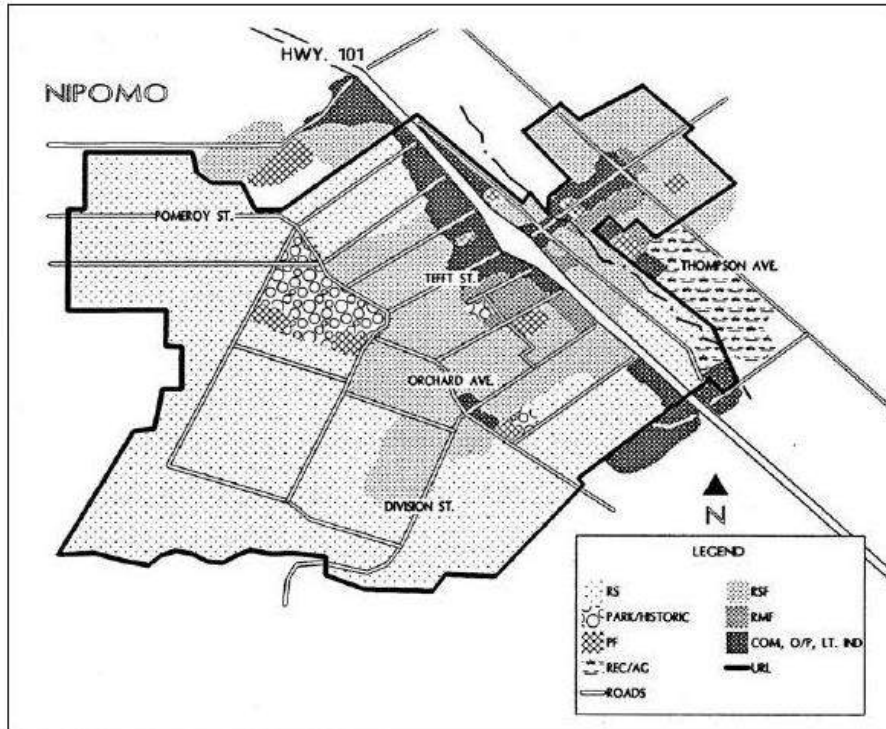 HWY. 101
NIPOMO
POMEROY ST.
TEFFT ST.
THOMPSON AVE.
ORCHARD AVE.
DIVISION ST.
N
LEGEND
RS
RSF
PARK/HISTORIC
RMF
PF
COM, O/P, LT. IND
REC/AG
URL
ROADS